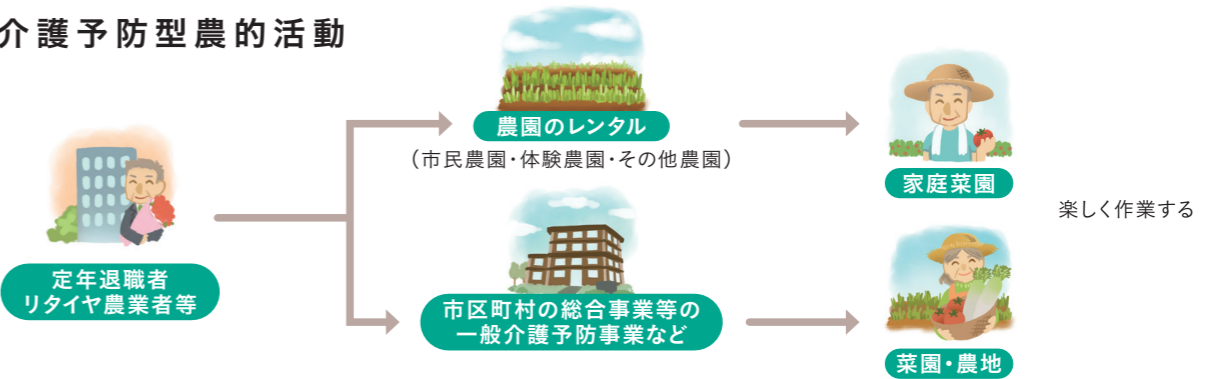 介護予防型農的活動
定年退職者
リタイヤ農業者等
農園のレンタル
（市民農園・体験農園・その他農園）
市区町村の総合事業等の
一般介護予防事業など
家庭菜園
菜園・農地
楽しく作業する